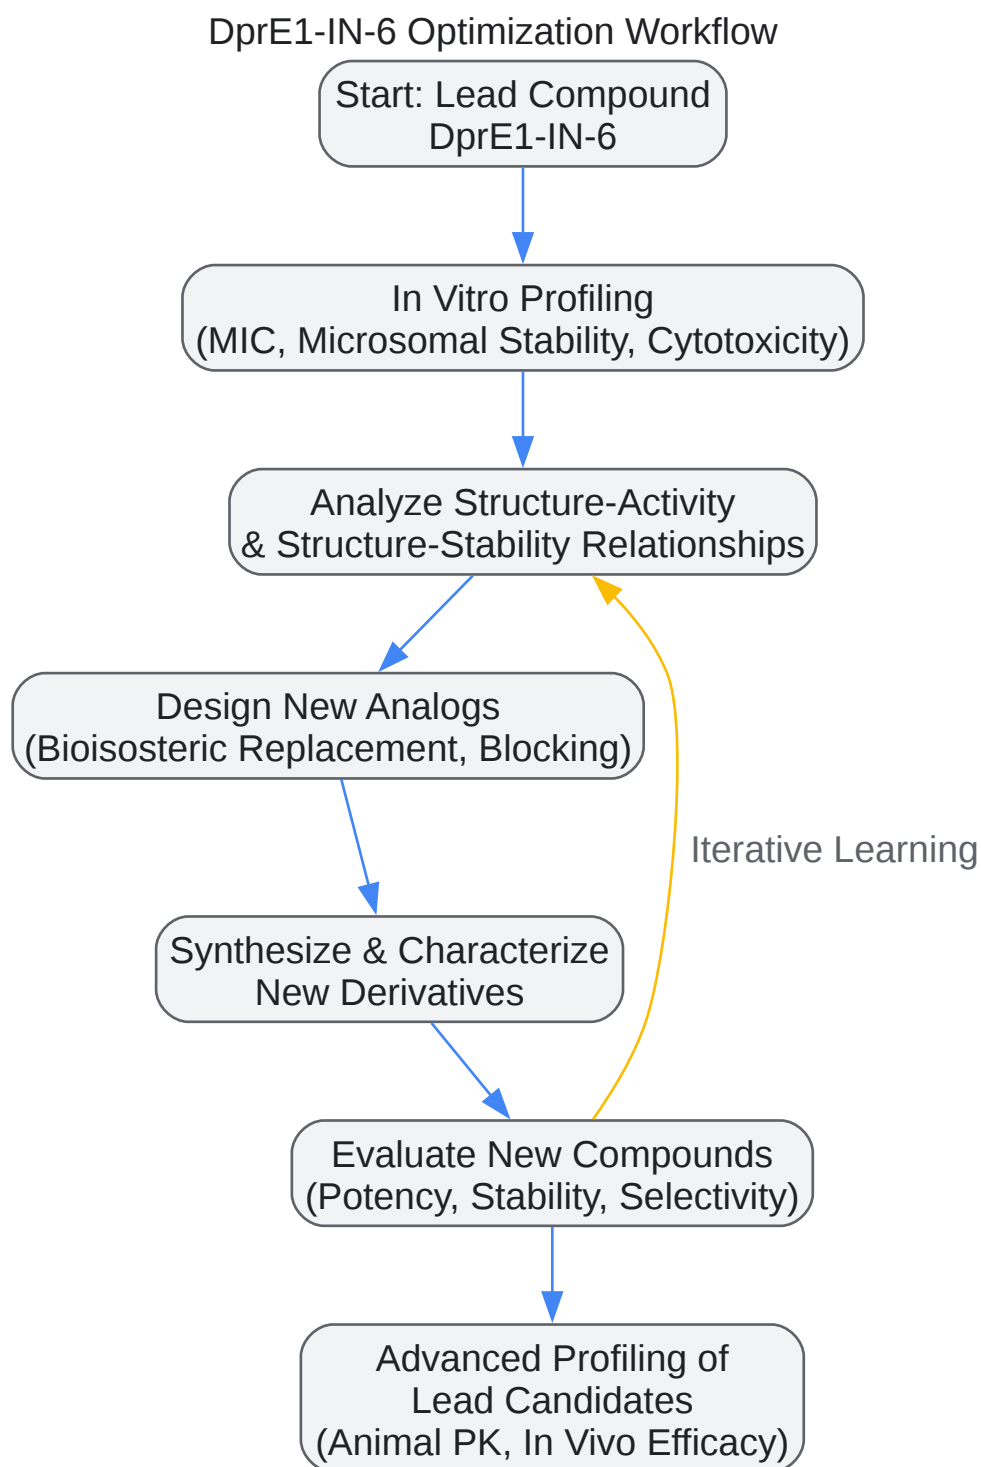 DprE1-IN-6 Optimization Workflow
Start: Lead Compound
DprE1-IN-6
In Vitro Profiling
(MIC, Microsomal Stability, Cytotoxicity)
Analyze Structure-Activity
& Structure-Stability Relationships
Design New Analogs
(Bioisosteric Replacement, Blocking)
Iterative Learning
Synthesize & Characterize
New Derivatives
Evaluate New Compounds
(Potency, Stability, Selectivity)
Advanced Profiling of
Lead Candidates
(Animal PK, In Vivo Efficacy)